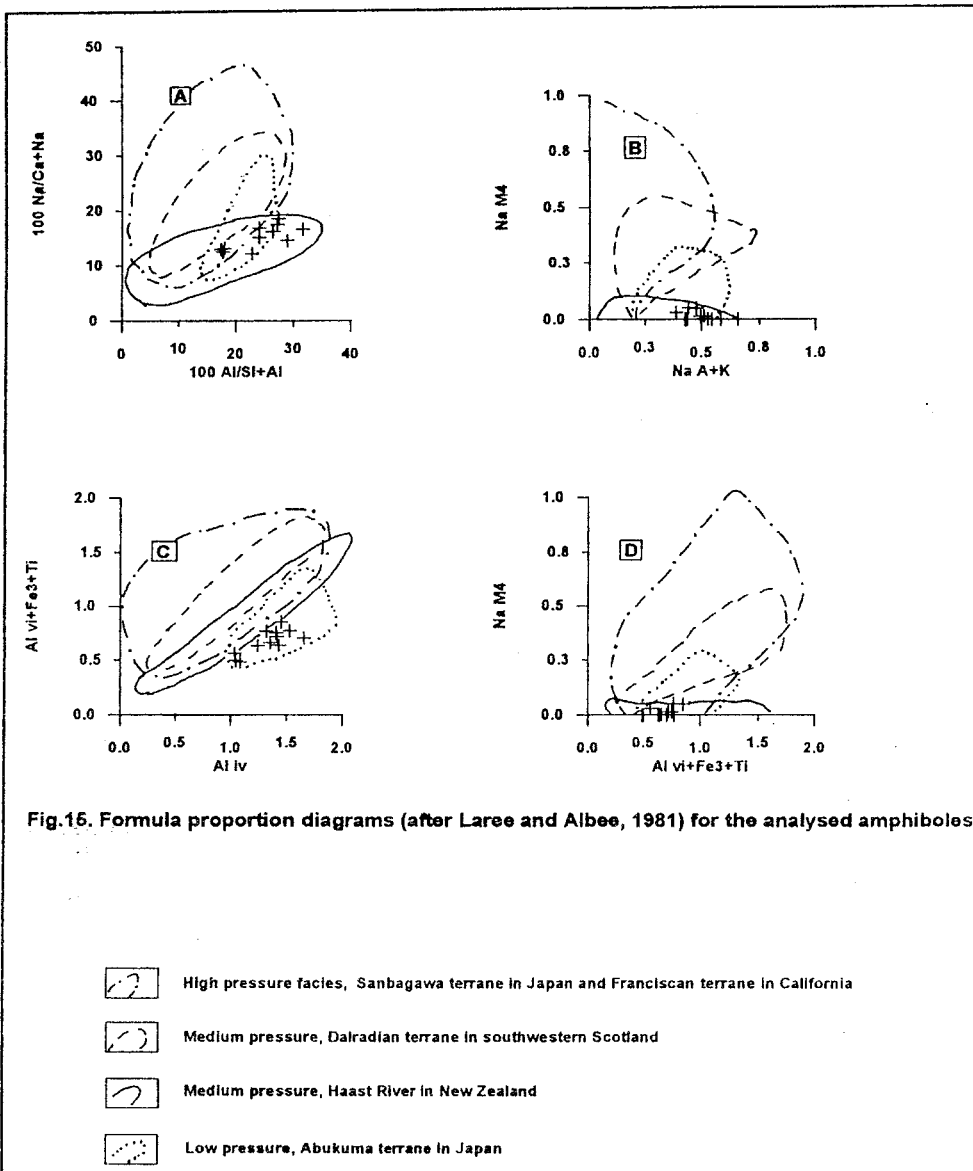 50
40
30
20
10
0
100 Na/Ca+Na
A
0 10 20 30 40
100 Al/Si+Al
1.0
0.8
0.5
0.3
0.0
Na M4
B
0.0 0.3 0.5 0.8 1.0
Na A+K
2.0
1.5
1.0
0.5
0.0
Al vi+Fe3+Ti
C
0.0 0.5 1.0 1.5 2.0
Al iv
1.0
0.8
0.5
0.3
0.0
Na M4
D
0.0 0.5 1.0 1.5 2.0
Al vi+Fe3+Ti
Fig.15. Formula proportion diagrams (after Laree and Albee, 1981) for the analysed amphiboles
High pressure facies, Sanbagawa terrane in Japan and Franciscan terrane in California
Medium pressure, Dalradian terrane in southwestern Scotland
Medium pressure, Haast River in New Zealand
Low pressure, Abukuma terrane in Japan